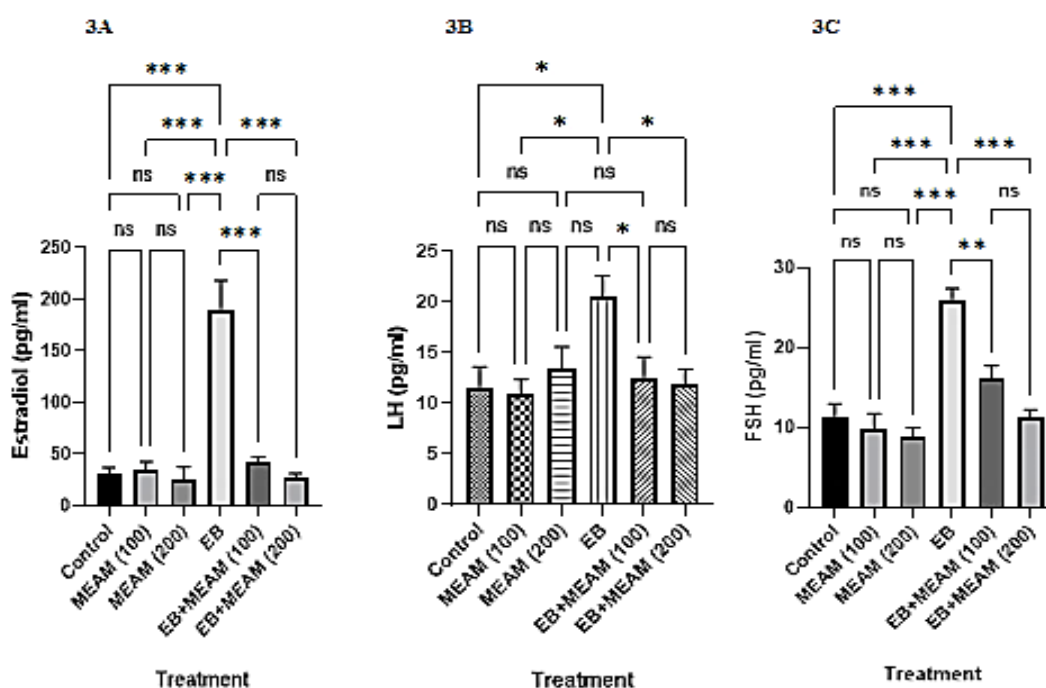 3A
***
***
***
ns
***
ns
ns
ns
***
250
200
150
100
50
0
Estradiol (pg/ml)
Control
MEAM (100)
MEAM (200)
EB
EB+MEAM (100)
EB+MEAM (200)
Treatment
3B
*
*
*
ns
ns
ns
ns
ns
*
ns
25
20
15
10
5
0
LH (pg/ml)
Control
MEAM (100)
MEAM (200)
EB
EB+MEAM (100)
EB+MEAM (200)
Treatment
3C
***
***
***
ns
***
ns
ns
ns
**
30
20
10
0
FSH (pg/ml)
Control
MEAM (100)
MEAM (200)
EB
EB+MEAM (100)
EB+MEAM (200)
Treatment